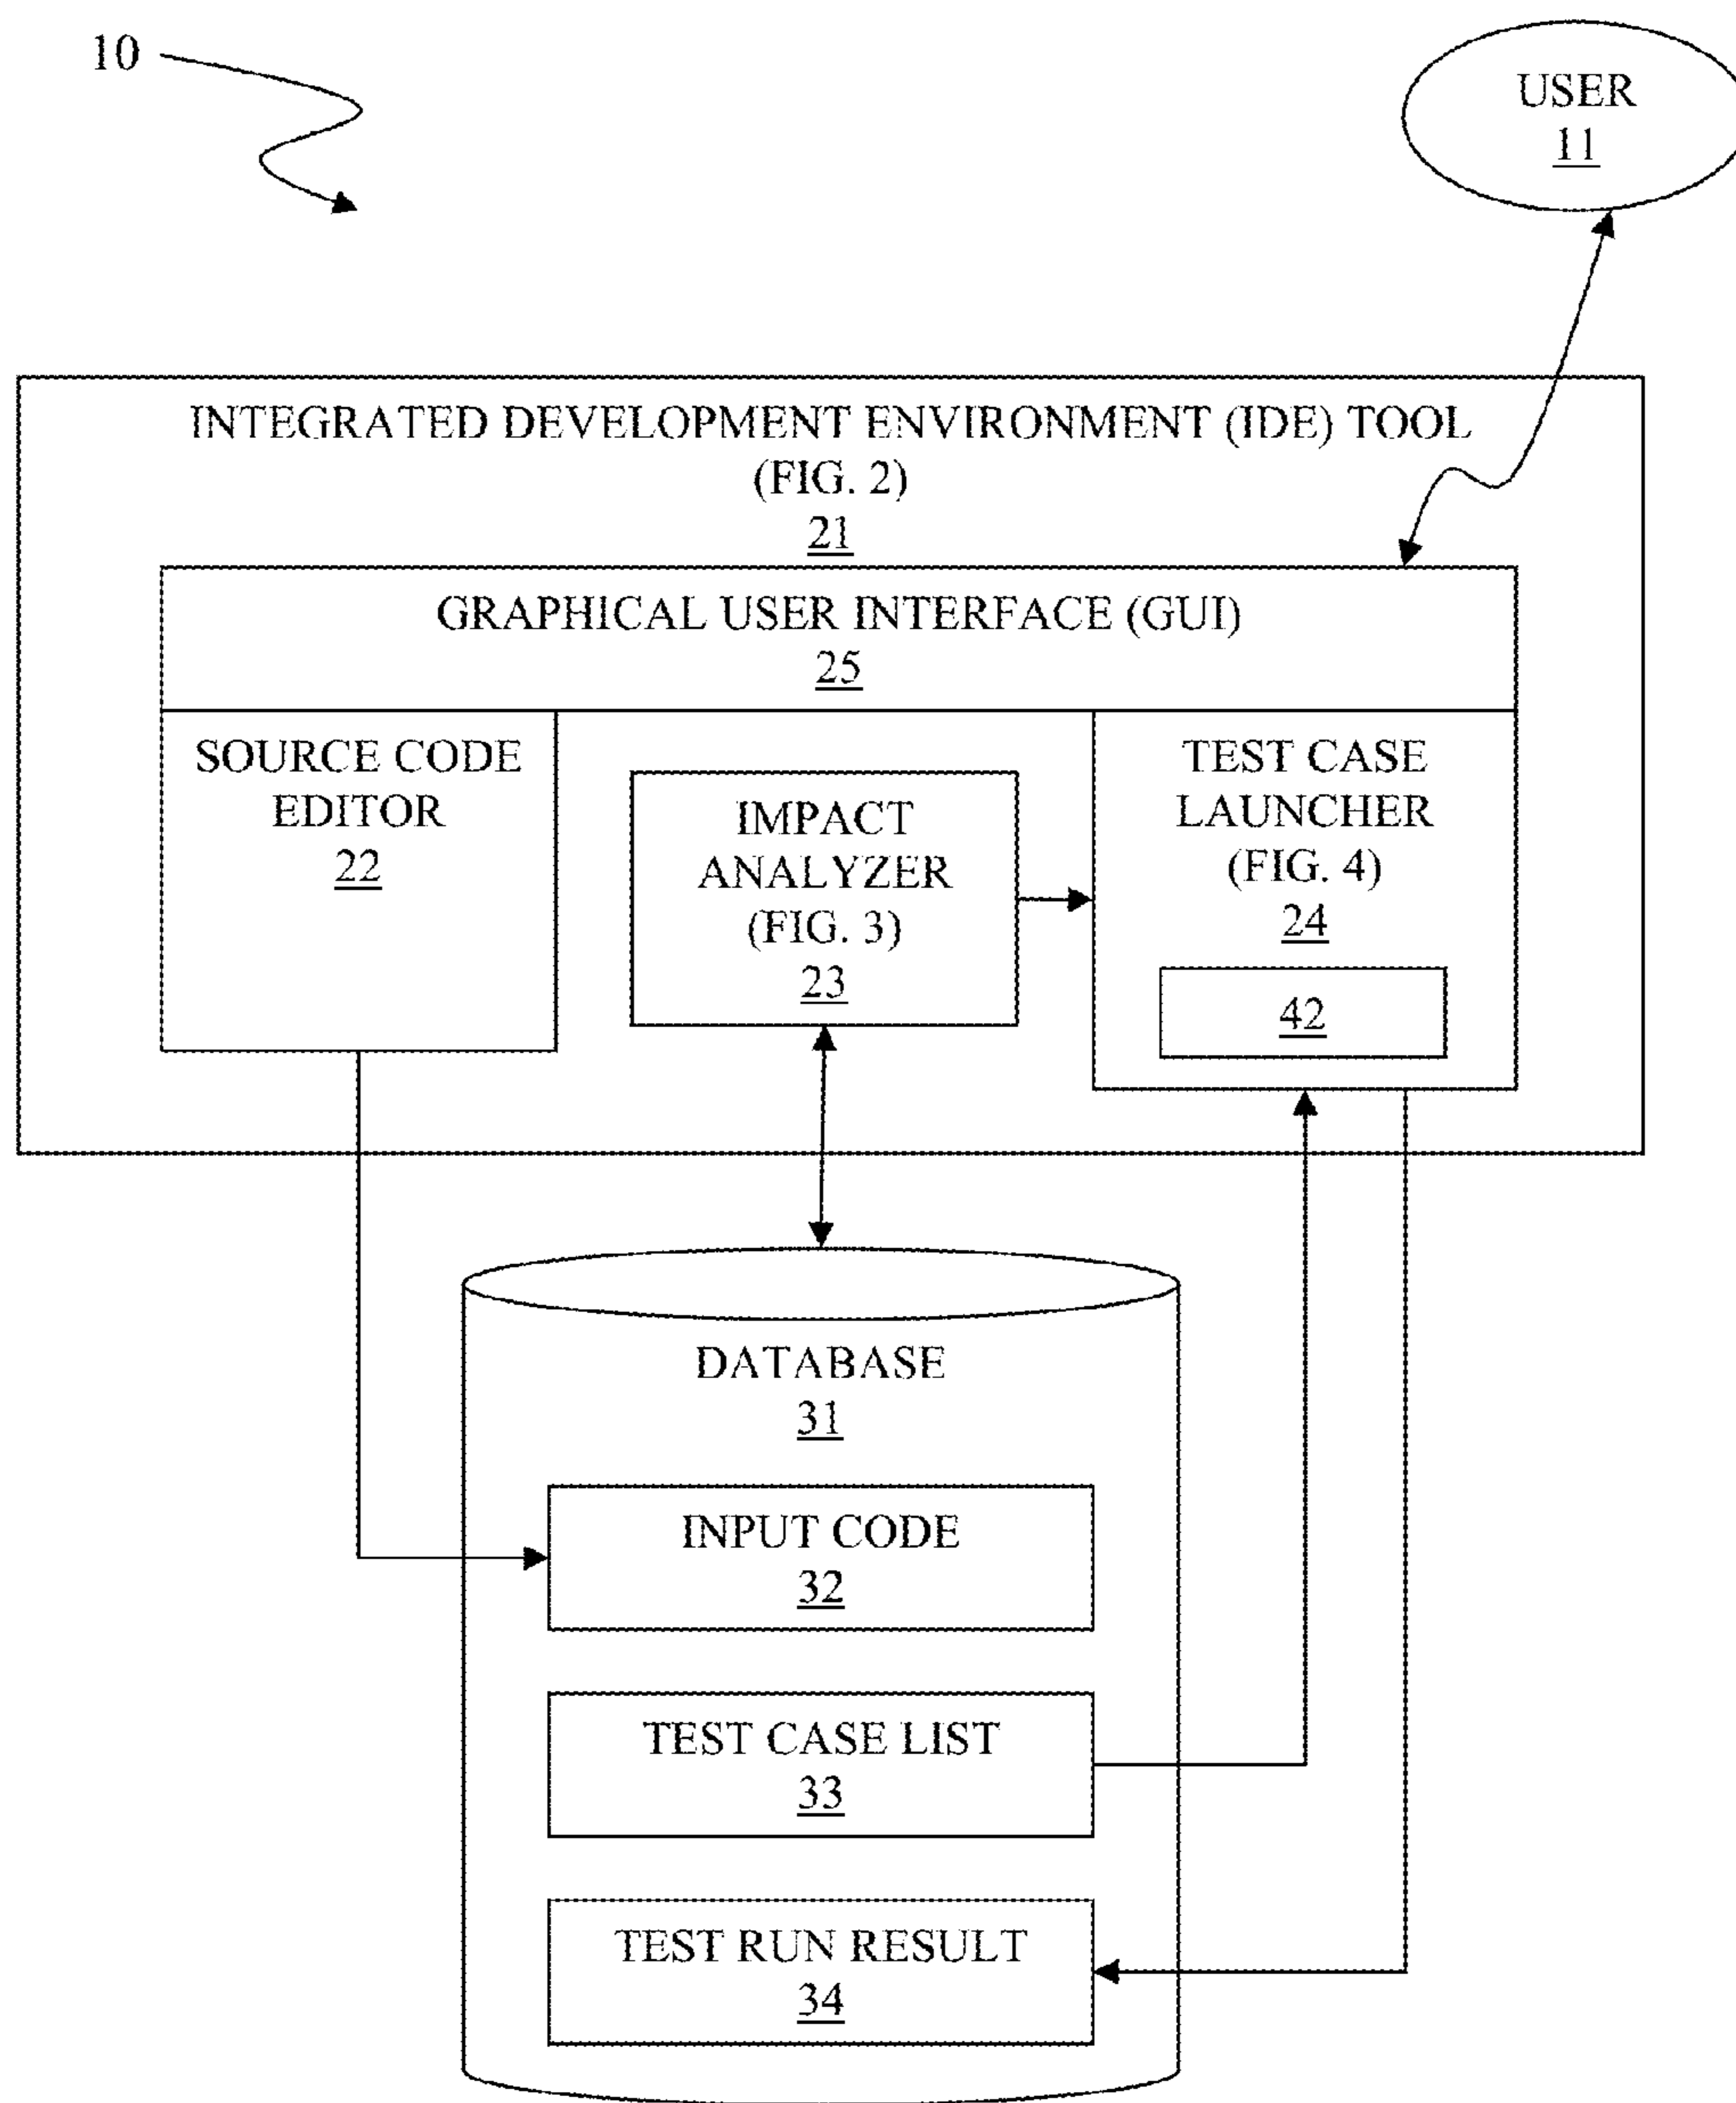 10
USER
11
INTEGRATED DEVELOPMENT ENVIRONMENT (IDE) TOOL
(FIG. 2)
21
GRAPHICAL USER INTERFACE (GUI)
25
SOURCE CODE
EDITOR
22
IMPACT
ANALYZER
(FIG. 3)
23
TEST CASE
LAUNCHER
(FIG. 4)
24
42
DATABASE
31
INPUT CODE
32
TEST CASE LIST
33
TEST RUN RESULT
34